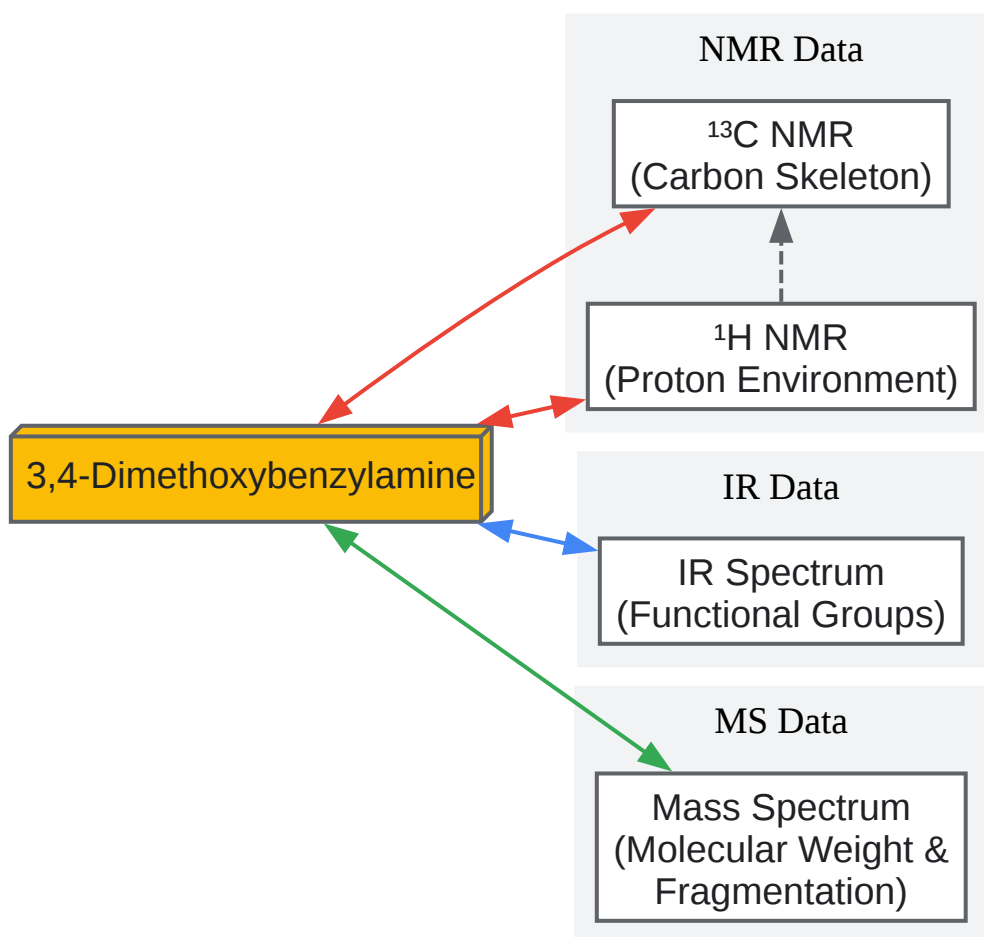 NMR Data
¹³C NMR
(Carbon Skeleton)
¹H NMR
(Proton Environment)
3,4-Dimethoxybenzylamine
IR Data
IR Spectrum
(Functional Groups)
MS Data
Mass Spectrum
(Molecular Weight &
Fragmentation)